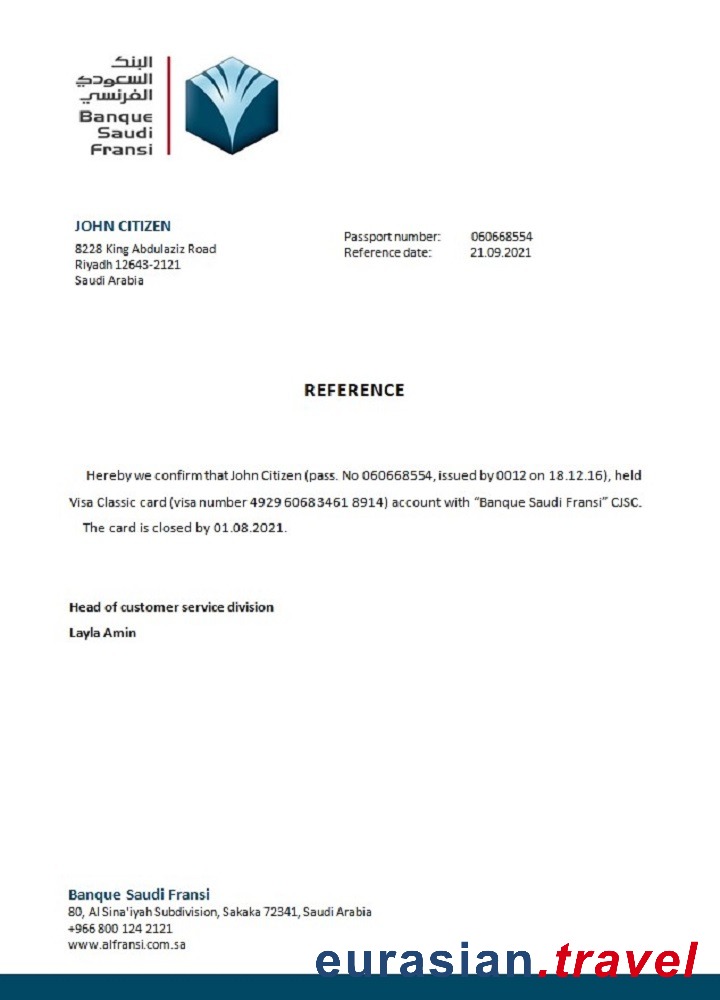 البنك
السعودي
الفرنسي
Banque
Saudi
Fransi
JOHN CITIZEN
8228 King Abdulaziz Road
Riyadh 12643-2121
Saudi Arabia
Passport number: 060668554
Reference date: 21.09.2021
REFERENCE
Hereby we confirm that John Citizen (pass. No 060668554, issued by 0012 on 18.12.16), held
Visa Classic card (visa number 4929 6068 3461 8914) account with “Banque Saudi Fransi” CJSC.
The card is closed by 01.08.2021.
Head of customer service division
Layla Amin
Banque Saudi Fransi
80, Al Sina'iyah Subdivision, Sakaka 72341, Saudi Arabia
+966 800 124 2121
www.alfransi.com.sa
eurasian.travel